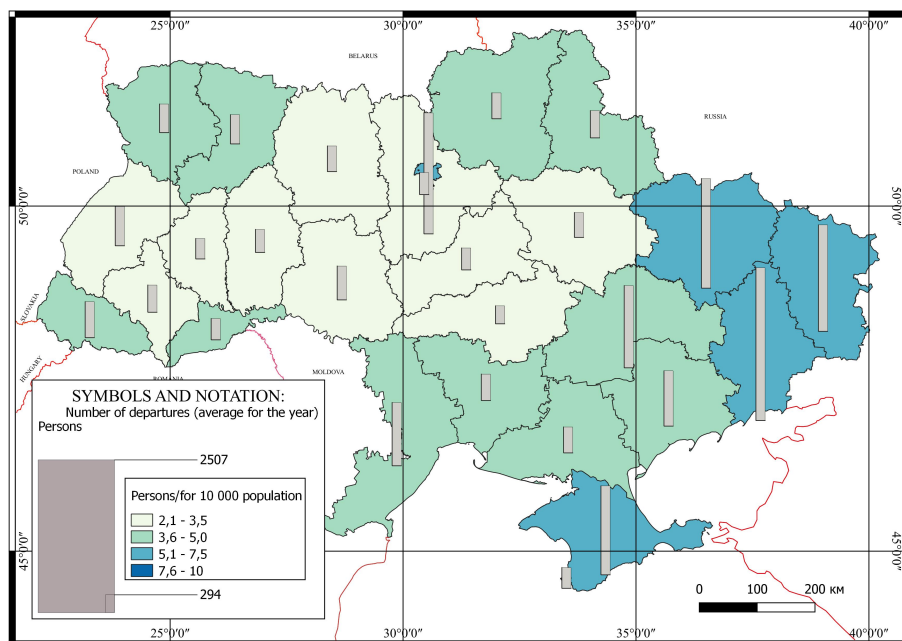 25°0'0" 30°0'0" 35°0'0" 40°0'0"
BELARUS
RUSSIA
POLAND
50°0'0" 50°0'0"
SLOVAKIA
HUNGARY
MOLDOVA
SYMBOLS AND NOTATION:
Number of departures (average for the year)
Persons
2507
Persons/for 10 000 population
2,1 - 3,5
3,6 - 5,0
5,1 - 7,5
7,6 - 10
294
45°0'0" 45°0'0"
0 100 200 км
25°0'0" 30°0'0" 35°0'0" 40°0'0"